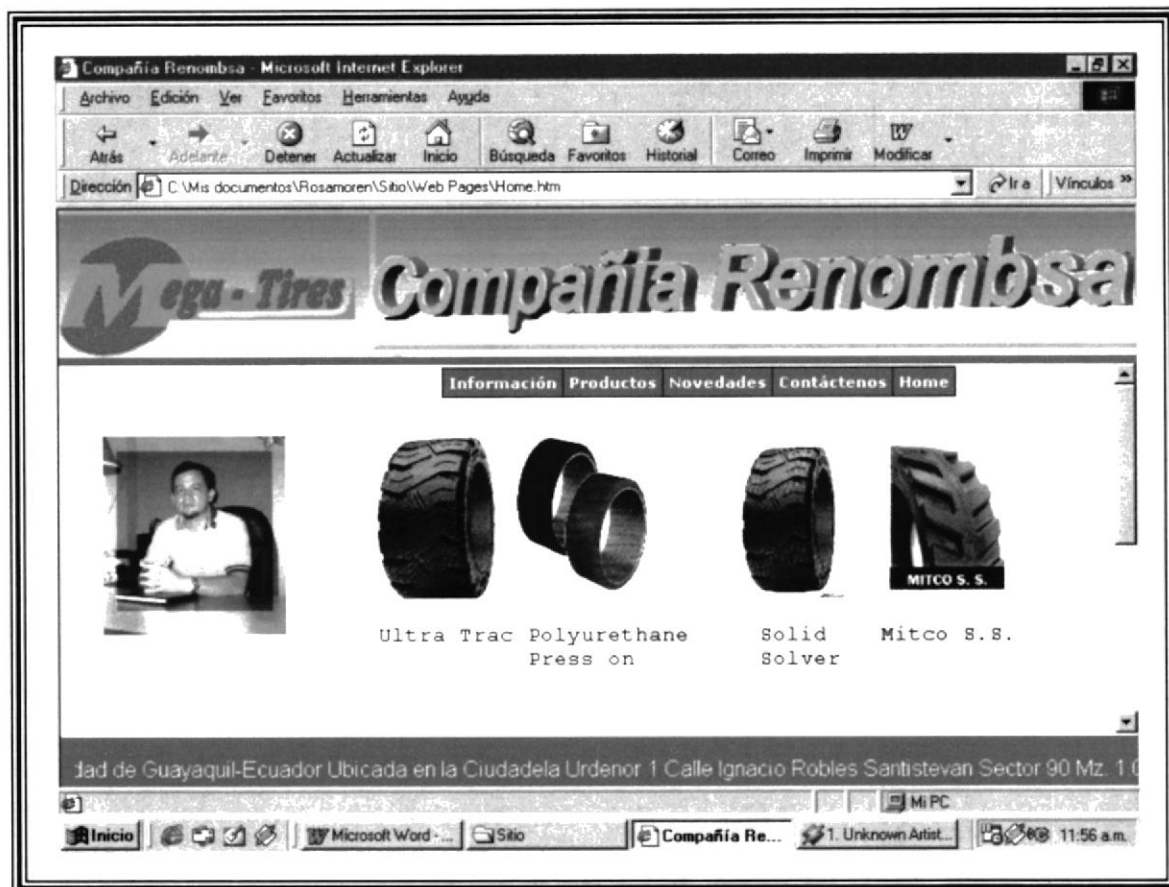 Compañía Renombsa - Microsoft Internet Explorer
Archivo Edición Ver Favoritos Herramientas Ayuda
Atrás Adelante Detener Actualizar Inicio Búsqueda Favoritos Historial Correo Imprimir Modificar
Dirección C:\Mis documentos\Rosamoren\Sitio\Web Pages\Home.htm Ir a Vínculos »
Mega - Tires Compañía Renombsa
Información Productos Novedades Contáctenos Home
MITCO S. S.
Ultra Trac Polyurethane Solid Mitco S.S.
Press on Solver
dad de Guayaquil-Ecuador Ubicada en la Ciudadela Urdenor 1 Calle Ignacio Robles Santistevan Sector 90 Mz. 1
Mi PC
Inicio Microsoft Word - ... Sitio Compañía Re... 1. Unknown Artist... 11:56 a.m.